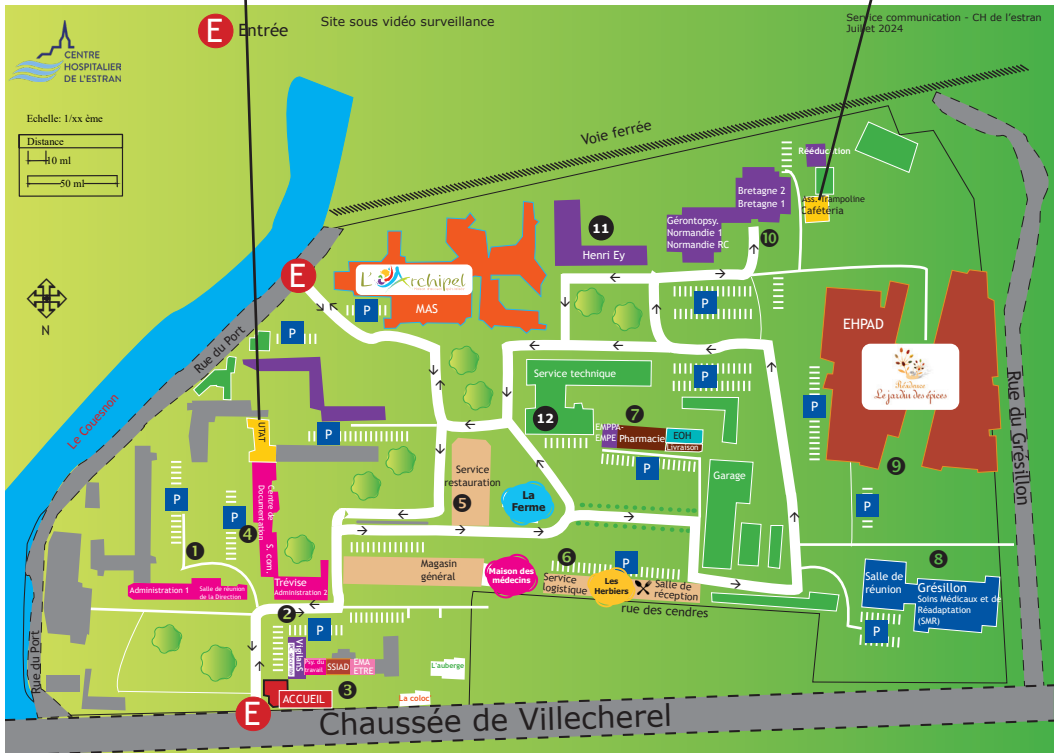 E Entrée
Site sous vidéo surveillance
Service communication - CH de l'estran
Juillet 2024
CENTRE
HOSPITALIER
DE L'ESTRAN
Echelle: 1/xx ème
Distance
10 ml
50 ml
Voie ferrée
Rééducation
Ass. Trampoline
Cafétéria
Bretagne 2
Bretagne 1
Gérontopsy.
Normandie 1
Normandie RC
10
11
Henri Ey
E
L'Archipel
MAS
P
P
P
P
N
Rue du Port
Le Couesnon
EHPAD
Résidence
Le jardin des épices
P
Rue du Grésillon
9
P
Service technique
12
7
EMPPA-
EMPE
Pharmacie
EOH
Livraison
P
Garage
UTAT
P
P
P
4
Centre de
Documentation
S. com.
Service
restauration
5
La
Ferme
1
Administration 1
Salle de réunion
de la Direction
Trévise
Administration 2
2
Magasin
général
Maison des
médecins
6
P
Service
logistique
Les
Herbiers
Salle de
réception
rue des cendres
8
Salle de
réunion
Grésillon
Soins Médicaux et de
Réadaptation
(SMR)
P
Rue du Port
P
VigilanS
Psy. du
travail
SSIAD
EMA
ETRE
3
L'auberge
La coloc
ACCUEIL
E
Chaussée de Villecherel